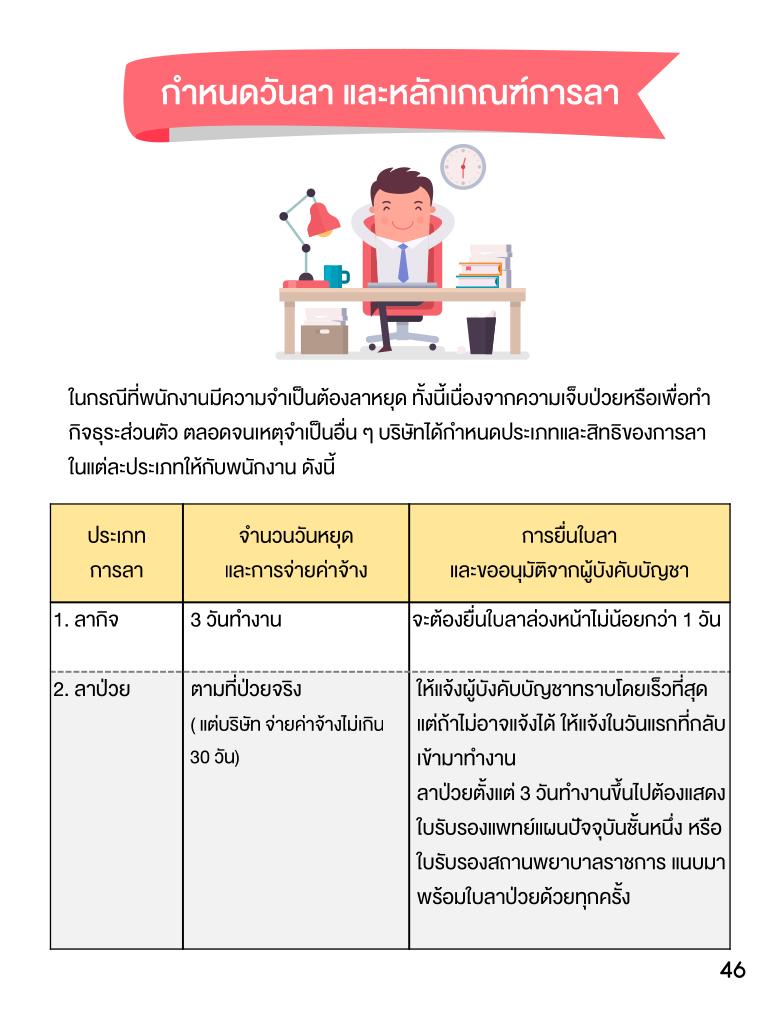 กำหนดวันลา และหลักเกณฑ์การลา
ในกรณีที่พนักงานมีความจำเป็นต้องลาหยุด ทั้งนี้เนื่องจากความเจ็บป่วยหรือเพื่อทำ
กิจธุระส่วนตัว ตลอดจนเหตุจำเป็นอื่น ๆ บริษัทได้กำหนดประเภทและสิทธิของการลา
ในแต่ละประเภทให้กับพนักงาน ดังนี้
ประเภท
การลา
จำนวนวันหยุด
และการจ่ายค่าจ้าง
การยื่นใบลา
และขออนุมัติจากผู้บังคับบัญชา
1. ลากิจ
3 วันทำงาน
จะต้องยื่นใบลาล่วงหน้าไม่น้อยกว่า 1 วัน
2. ลาป่วย
ตามที่ป่วยจริง
( แต่บริษัท จ่ายค่าจ้างไม่เกิน
30 วัน)
ให้แจ้งผู้บังคับบัญชาทราบโดยเร็วที่สุด
แต่ถ้าไม่อาจแจ้งได้ ให้แจ้งในวันแรกที่กลับ
เข้ามาทำงาน
ลาป่วยตั้งแต่ 3 วันทำงานขึ้นไปต้องแสดง
ใบรับรองแพทย์แผนปัจจุบันชั้นหนึ่ง หรือ
ใบรับรองสถานพยาบาลราชการ แนบมา
พร้อมใบลาป่วยด้วยทุกครั้ง
46